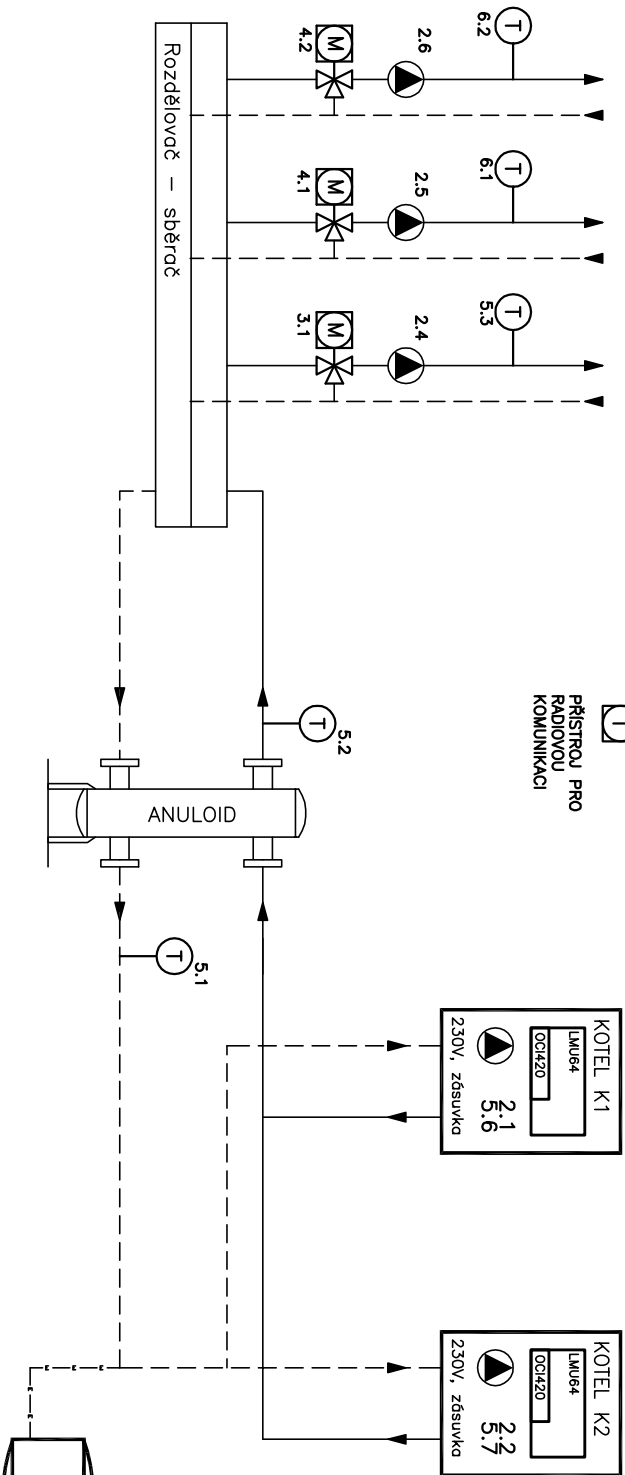 KOTEL K1
LMU64
OCI420
2.1
5.6
230V, zásuvka
KOTEL K2
LMU64
OCI420
2.2
5.7
230V, zásuvka
PŘÍSTROJ PRO
RADIOVOU
KOMUNIKACI
T
6.2
T
6.1
T
5.3
2.6
2.5
2.4
M
4.2
M
4.1
M
3.1
T
5.2
ANULOID
T
5.1
Rozdělovač – sběrač